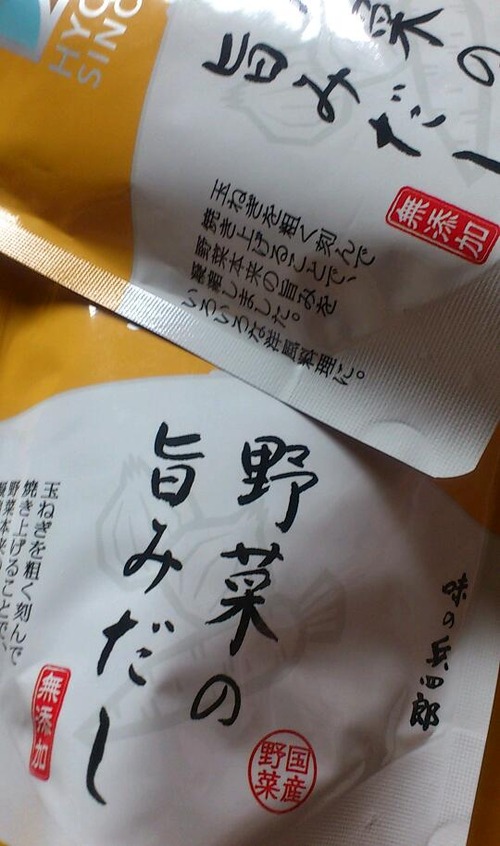 HYO
SINC
菜の
旨みだし
無添加
玉ねぎを粗く刻んで
焼き上げることで、
野菜本来の旨みを
凝縮しました。
いろいろな洋風料理に。
味の兵四郎
野菜の
旨みだし
国産
野菜
無添加
玉ねぎを粗く刻んで
焼き上げることで、
野菜本来の